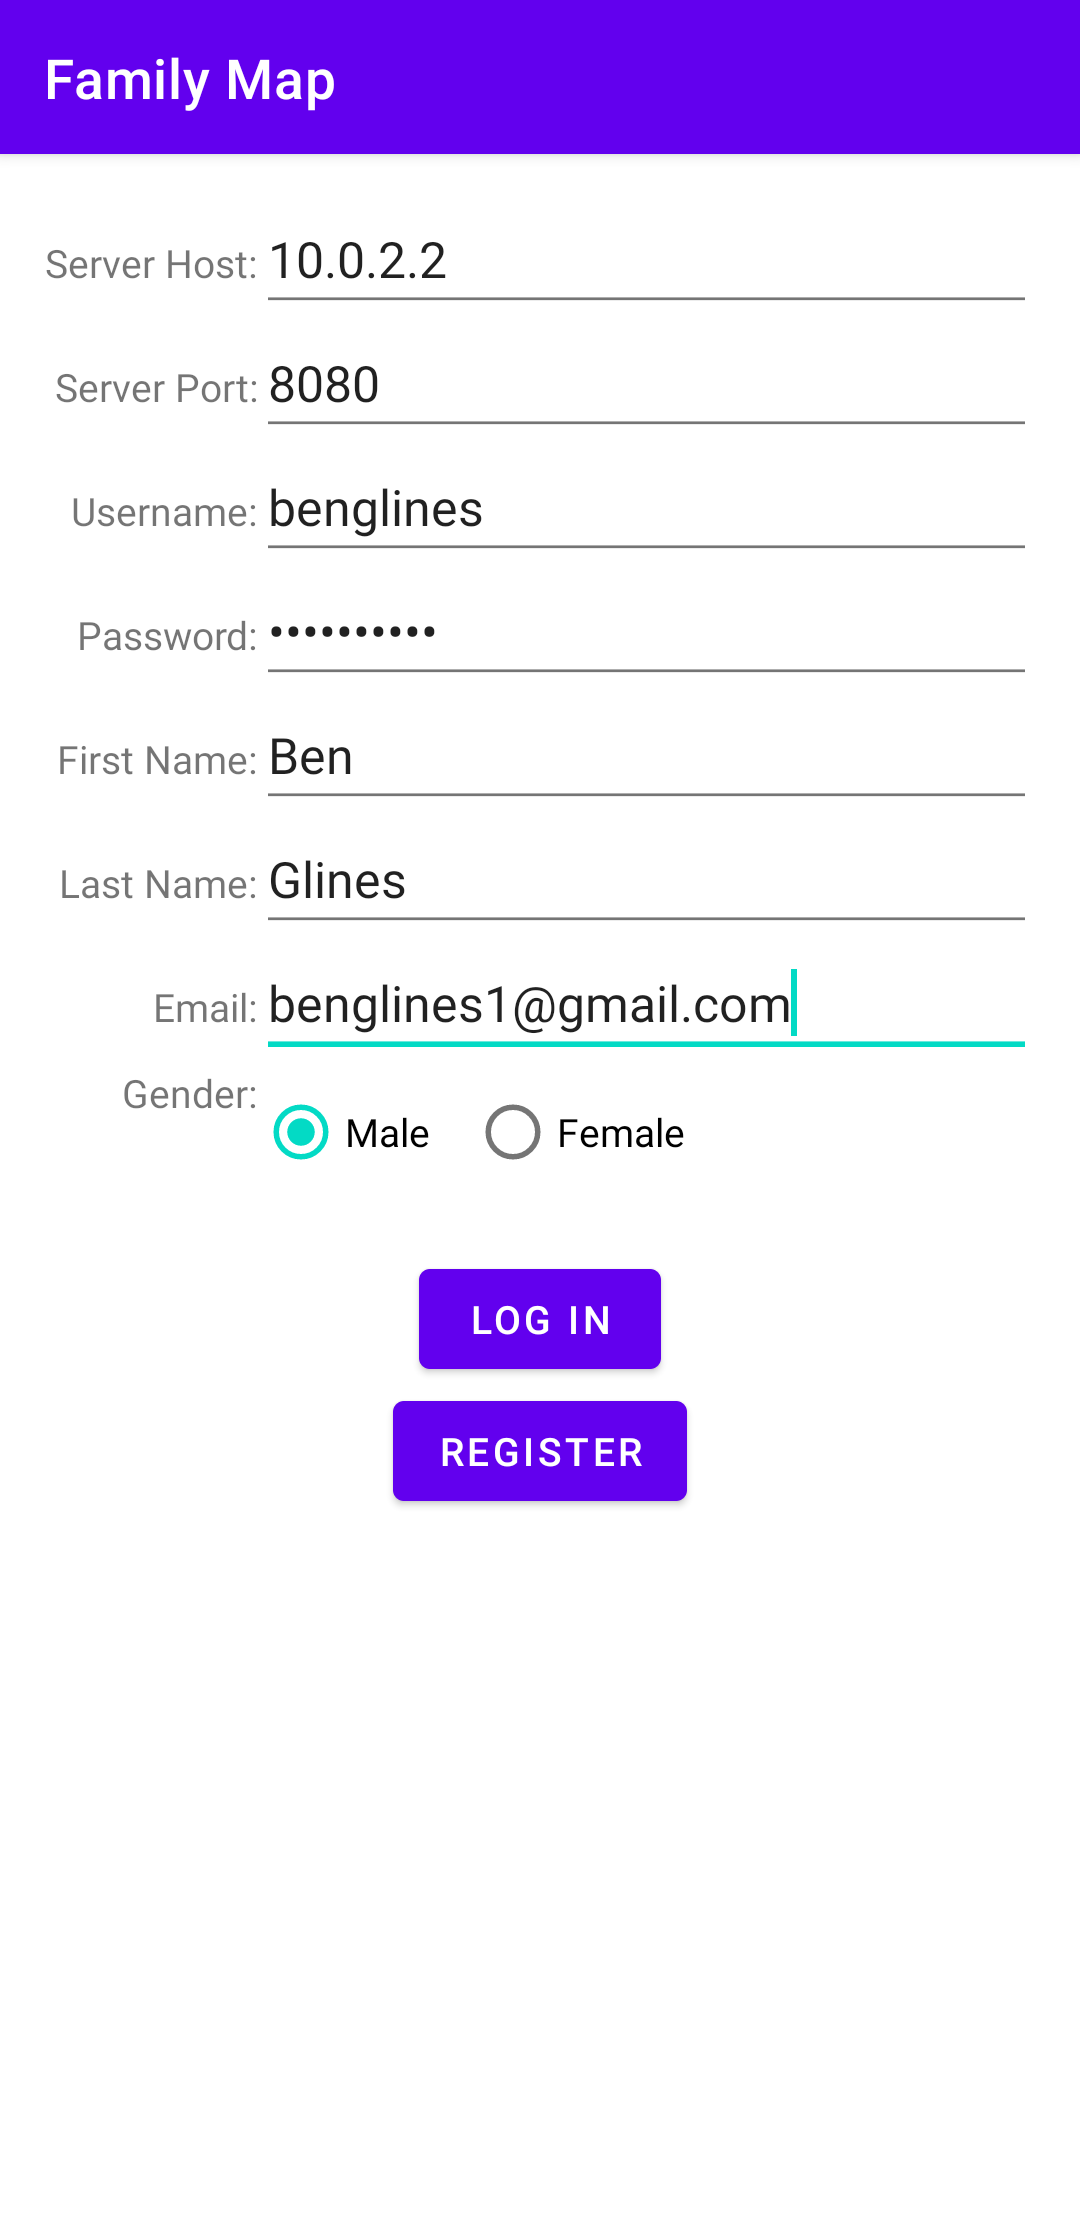 Family Map
Server Host: 10.0.2.2
Server Port: 8080
Username: benglines
Password: ••••••••••
First Name: Ben
Last Name: Glines
Email: benglines1@gmail.com
Gender:
Male Female
LOG IN
REGISTER